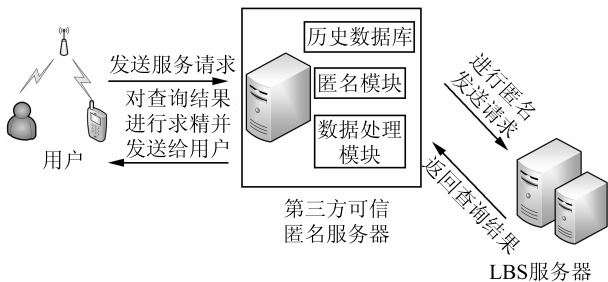 发送服务请求
对查询结果
进行求精并
发送给用户
用户
历史数据库
匿名模块
数据处理
模块
第三方可信
匿名服务器
进行匿名
发送请求
返回查询结果
LBS服务器